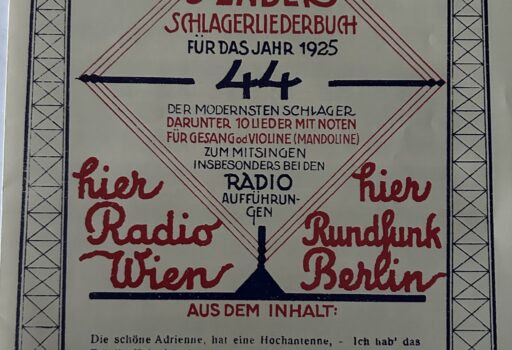 SCHLAGERLIEDERBUCH
FÜR DAS JAHR 1925
44
DER MODERNSTEN SCHLAGER
DARUNTER 10 LIEDER MIT NOTEN
FÜR GESANG od VIOLINE (MANDOLINE)
ZUM MITSINGEN
INSBESONDERS BEI DEN
RADIO
AUFFÜHRUN-
GEN
hier
Radio
Wien
hier
Rundfunk
Berlin
AUS DEM INHALT:
Die schöne Adrienne, hat eine Hochantenne, - Ich hab' das